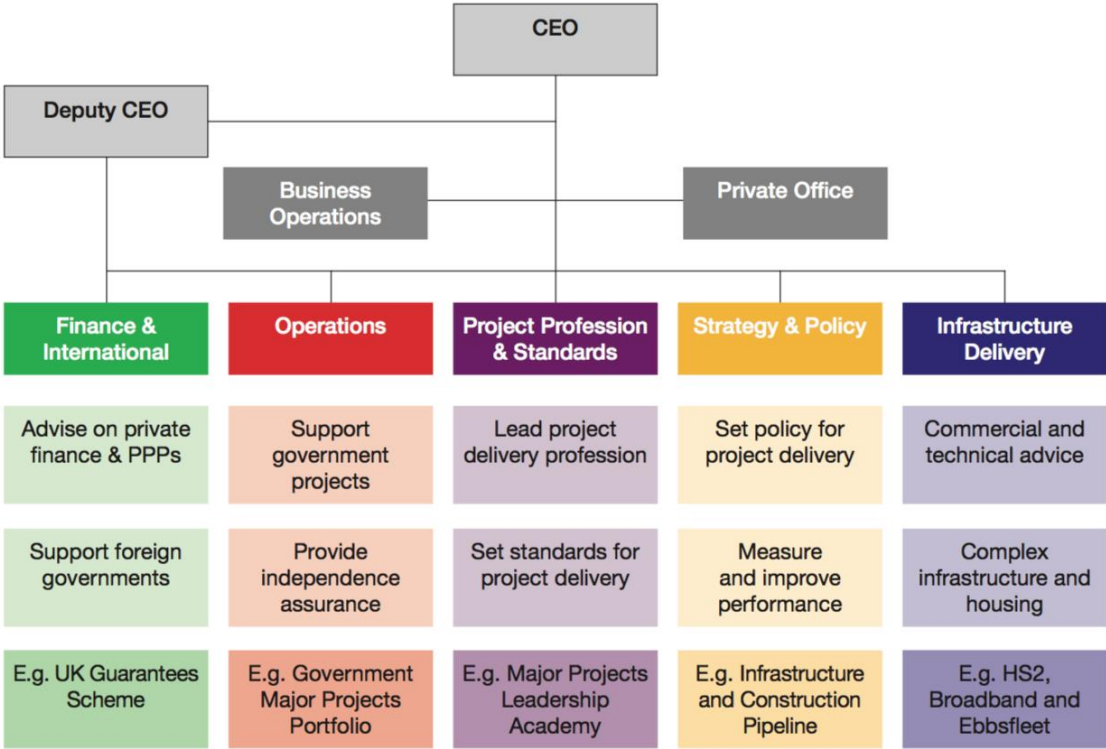 CEO
Deputy CEO
Business
Operations
Private Office
Finance &
International
Operations
Project Profession
& Standards
Strategy & Policy
Infrastructure
Delivery
Advise on private
finance & PPPs
Support
government
projects
Lead project
delivery profession
Set policy for
project delivery
Commercial and
technical advice
Support foreign
governments
Provide
independence
assurance
Set standards for
project delivery
Measure
and improve
performance
Complex
infrastructure and
housing
E.g. UK Guarantees
Scheme
E.g. Government
Major Projects
Portfolio
E.g. Major Projects
Leadership
Academy
E.g. Infrastructure
and Construction
Pipeline
E.g. HS2,
Broadband and
Ebbsfleet